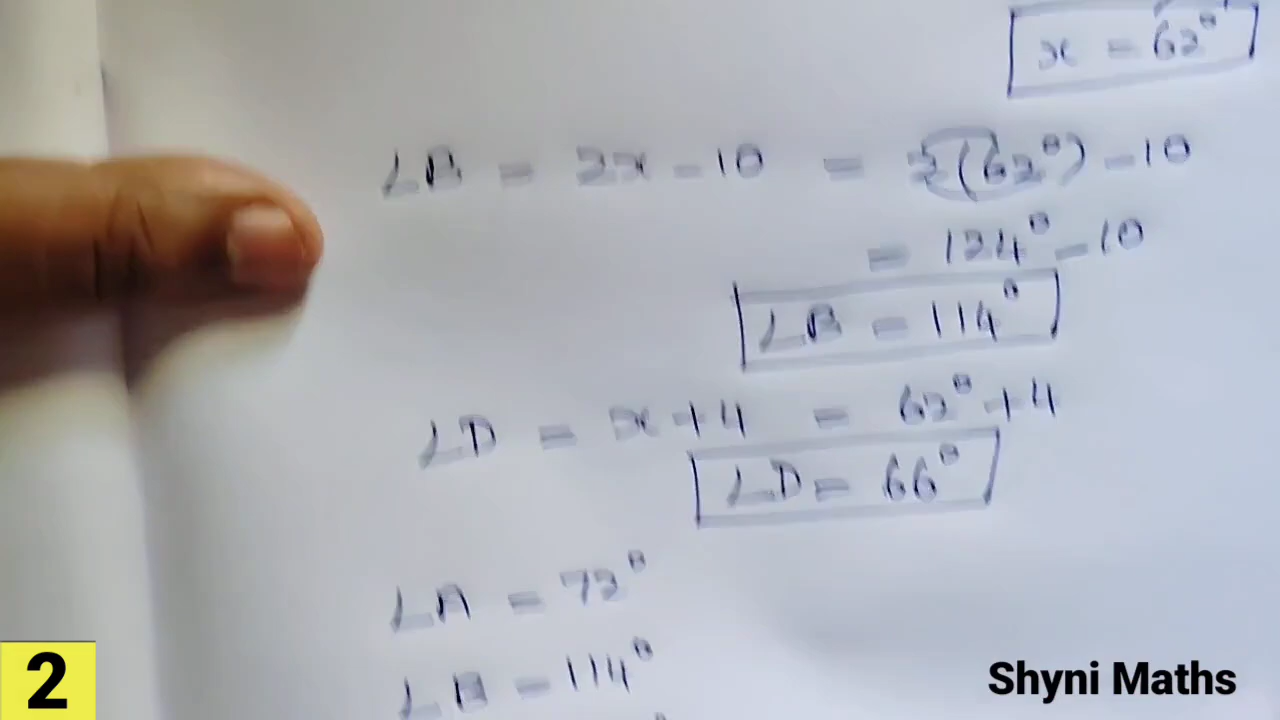 x = 62°
∠B = 2x - 10 = 2(62°) - 10
= 124° - 10
∠B = 114°
∠D = x + 4 = 62° + 4
∠D = 66°
∠A = 72°
∠B = 114°
2
Shyni Maths